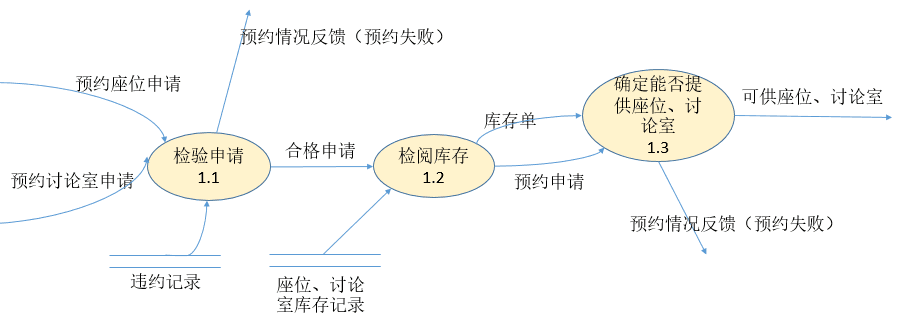 预约情况反馈（预约失败）
预约座位申请
预约讨论室申请
检验申请
1.1
违约记录
合格申请
检阅库存
1.2
座位、讨论
室库存记录
库存单
预约申请
确定能否提
供座位、讨
论室
1.3
可供座位、讨论室
预约情况反馈（预约失败）